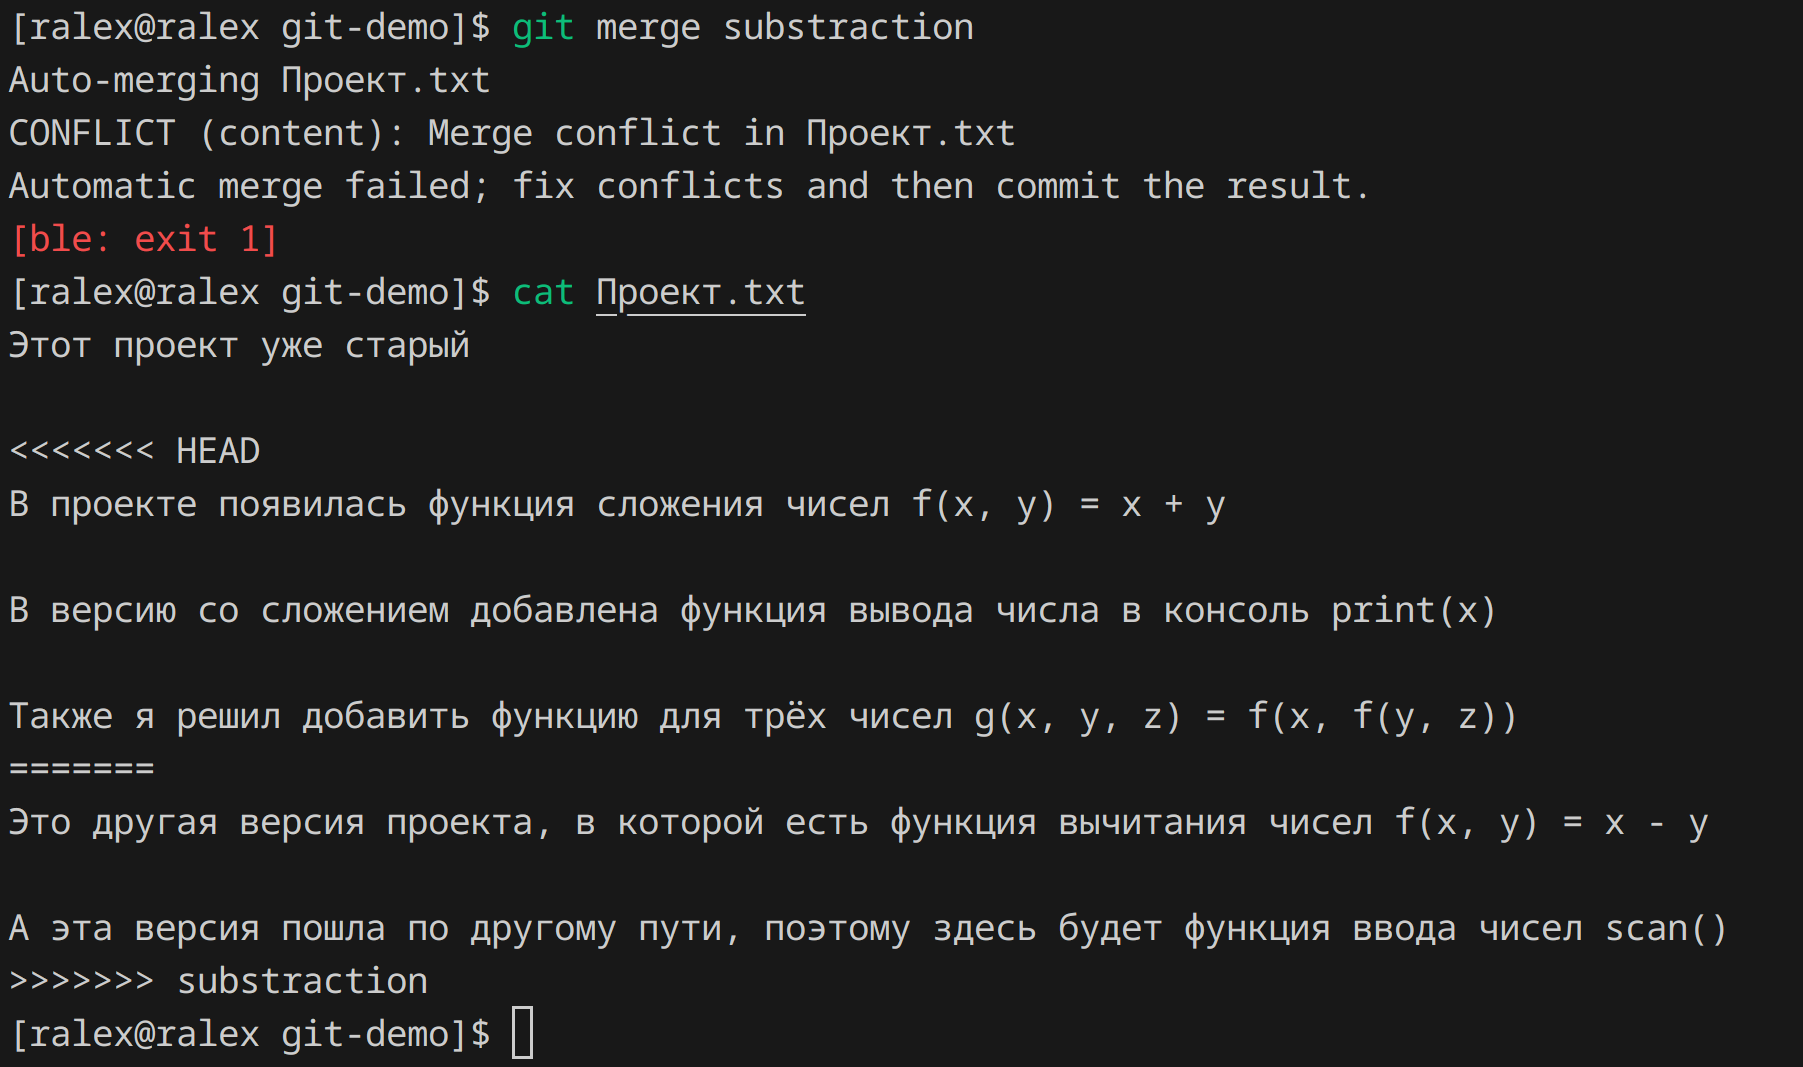 [ralex@ralex git-demo]$ git merge substraction
Auto-merging Проект.txt
CONFLICT (content): Merge conflict in Проект.txt
Automatic merge failed; fix conflicts and then commit the result.
[ble: exit 1]
[ralex@ralex git-demo]$ cat Проект.txt
Этот проект уже старый
<<<<<<< HEAD
В проекте появилась функция сложения чисел f(x, y) = x + y
В версию со сложением добавлена функция вывода числа в консоль print(x)
Также я решил добавить функцию для трёх чисел g(x, y, z) = f(x, f(y, z))
=======
Это другая версия проекта, в которой есть функция вычитания чисел f(x, y) = x - y
А эта версия пошла по другому пути, поэтому здесь будет функция ввода чисел scan()
>>>>>>> substraction
[ralex@ralex git-demo]$